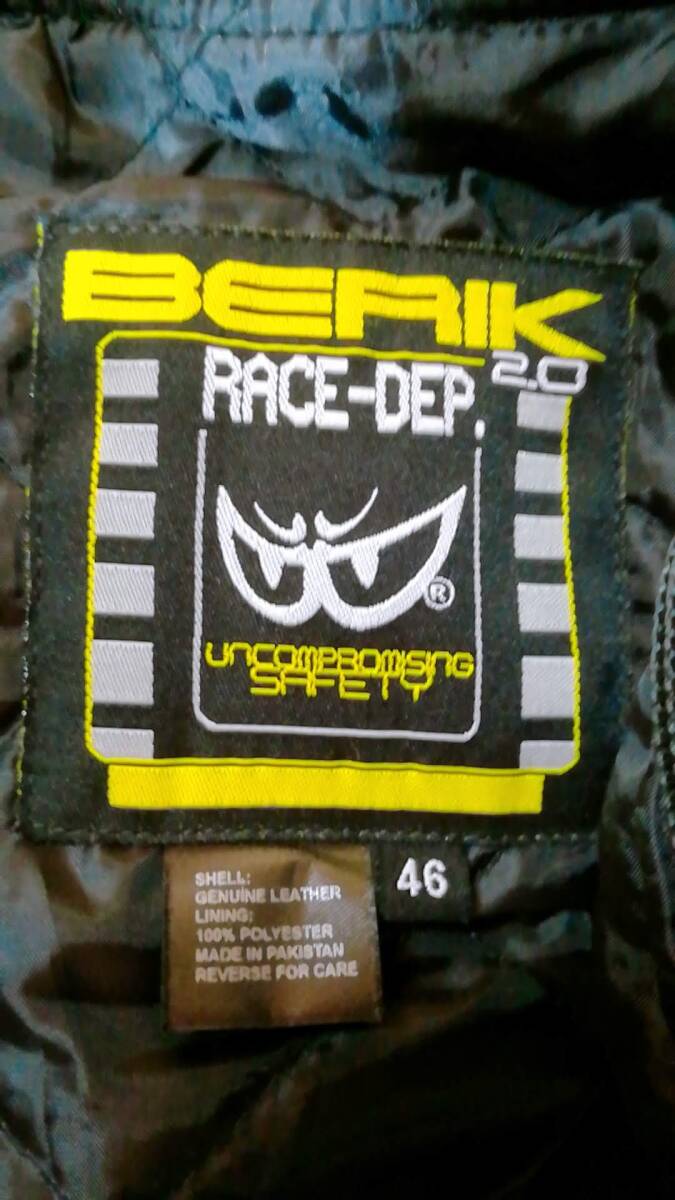 BERIK
2.0
RACE-DEP.
®
UNCOMPROMISING
SAFETY
46
SHELL:
GENUINE LEATHER
LINING:
100% POLYESTER
MADE IN PAKISTAN
REVERSE FOR CARE